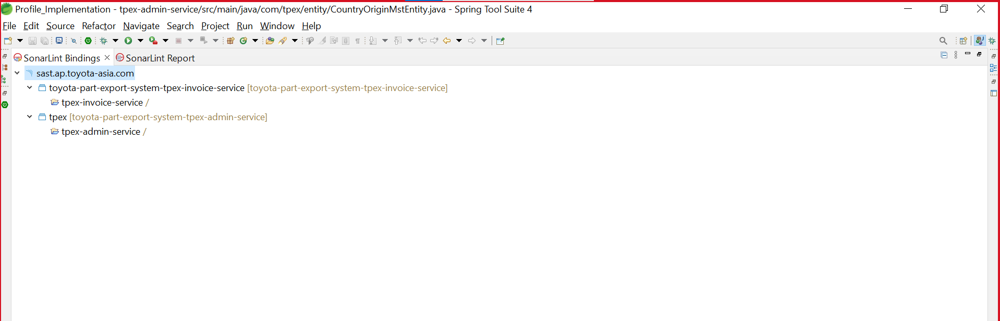 Profile_Implementation - tpex-admin-service/src/main/java/com/tpex/entity/CountryOriginMstEntity.java - Spring Tool Suite 4
File Edit Source Refactor Navigate Search Project Run Window Help
SonarLint Bindings SonarLint Report
sast.ap.toyota-asia.com
toyota-part-export-system-tpex-invoice-service [toyota-part-export-system-tpex-invoice-service]
tpex-invoice-service /
tpex [toyota-part-export-system-tpex-admin-service]
tpex-admin-service /